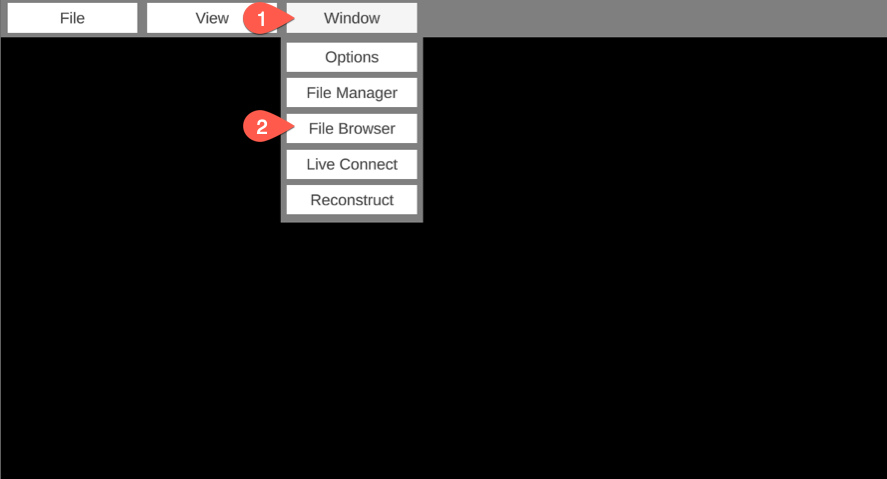 File
View
1
Window
Options
File Manager
2
File Browser
Live Connect
Reconstruct